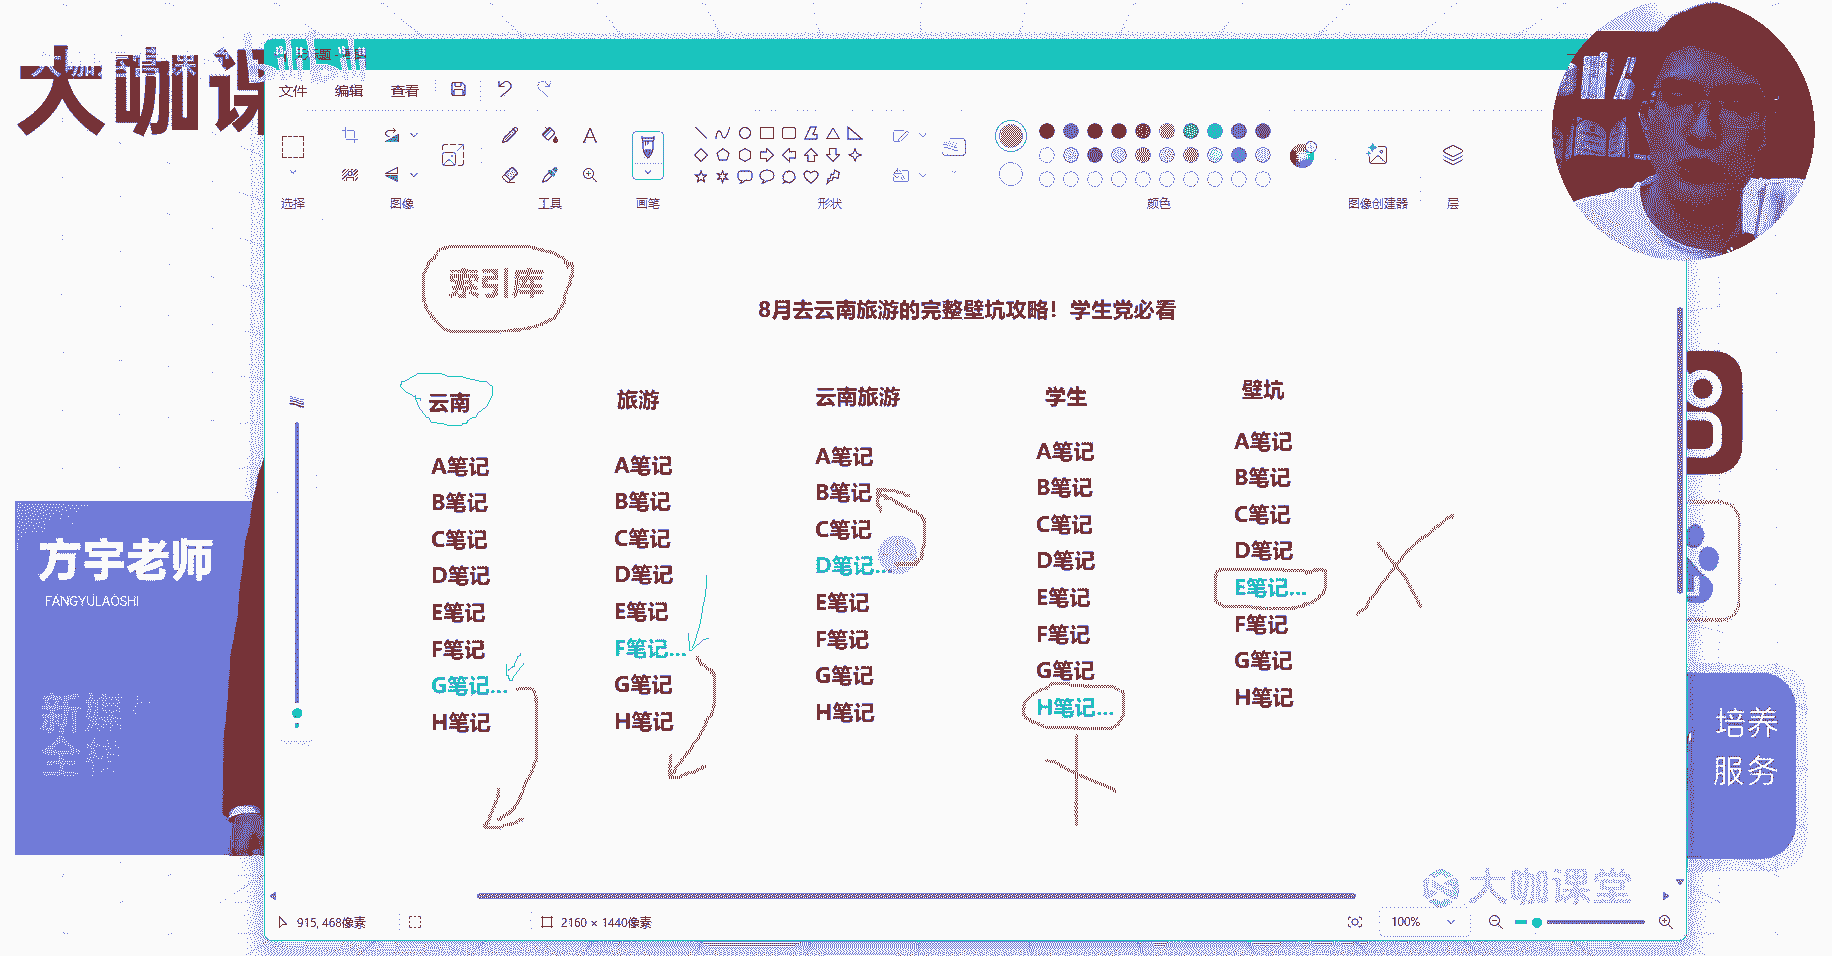 大咖课
文件 编辑 查看
选择 图像 工具 画笔 形状 颜色 图像创建器 层
索引库
8月去云南旅游的完整壁坑攻略！学生党必看
云南
A笔记
B笔记
C笔记
D笔记
E笔记
F笔记
G笔记...
H笔记
旅游
A笔记
B笔记
C笔记
D笔记
E笔记
F笔记...
G笔记
H笔记
云南旅游
A笔记
B笔记
C笔记
D笔记...
E笔记
F笔记
G笔记
H笔记
学生
A笔记
B笔记
C笔记
D笔记
E笔记
F笔记
G笔记
H笔记...
壁坑
A笔记
B笔记
C笔记
D笔记
E笔记...
F笔记
G笔记
H笔记
方宇老师
FANGYULAOSHI
新媒
全栈
培养
服务
大咖课堂
915, 468像素
2160 × 1440像素
100%